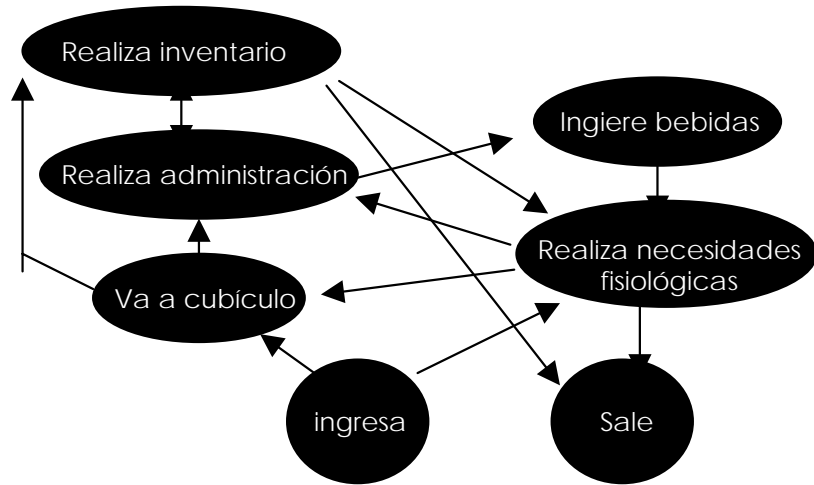 Realiza inventario
Ingiere bebidas
Realiza administración
Realiza necesidades
fisiológicas
Va a cubículo
ingresa
Sale